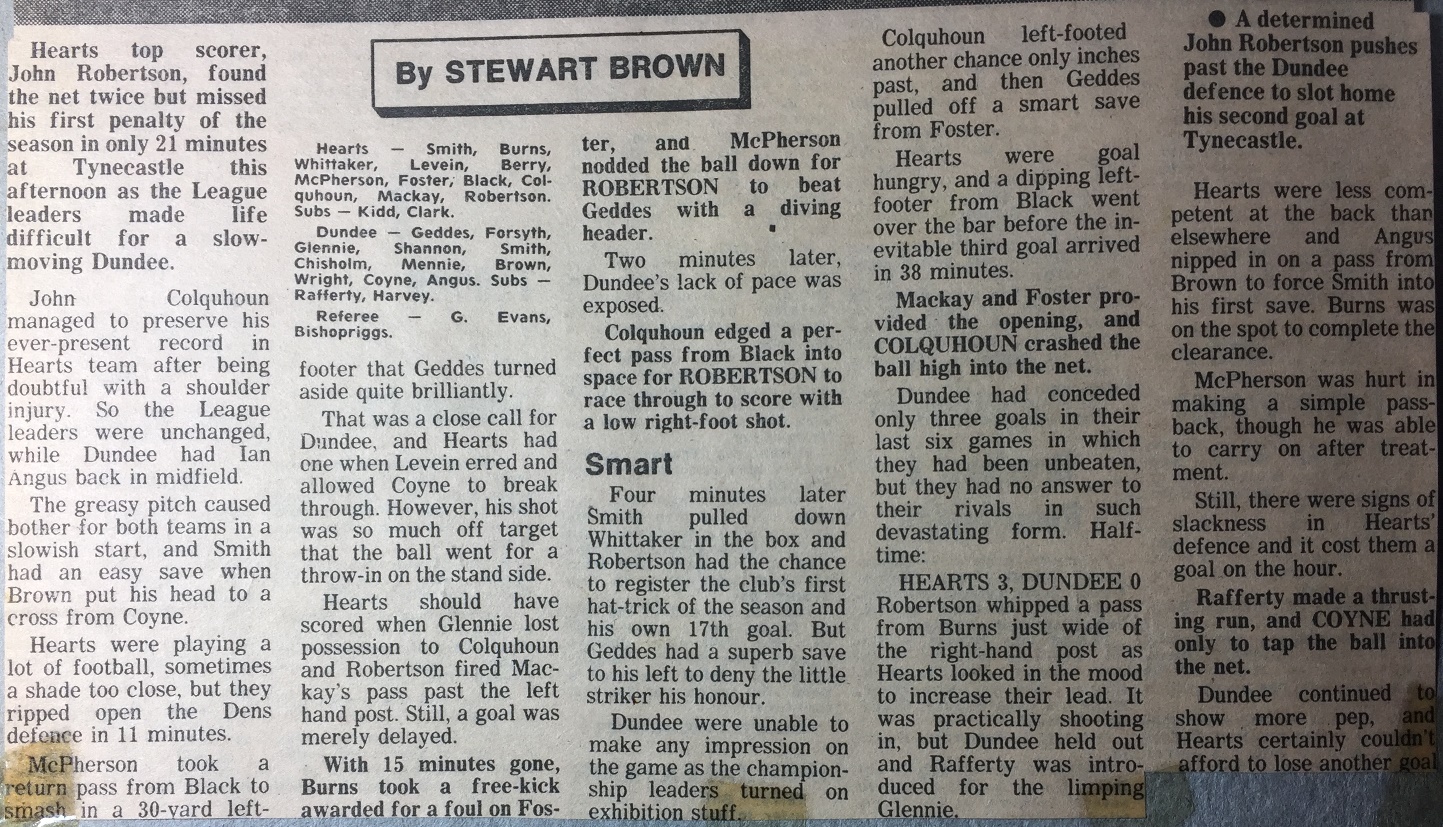 Hearts top scorer,
John Robertson, found
the net twice but missed
his first penalty of the
season in only 21 minutes
at Tynecastle this
afternoon as the League
leaders made life
difficult for a slow-
moving Dundee.
John Colquhoun
managed to preserve his
ever-present record in
Hearts team after being
doubtful with a shoulder
injury. So the League
leaders were unchanged,
while Dundee had Ian
Angus back in midfield.
The greasy pitch caused
bother for both teams in a
slowish start, and Smith
had an easy save when
Brown put his head to a
cross from Coyne.
Hearts were playing a
lot of football, sometimes
a shade too close, but they
ripped open the Dens
defence in 11 minutes.
McPherson took a
return pass from Black to
smash in a 30-yard left-
By STEWART BROWN
Hearts — Smith, Burns,
Whittaker, Levein, Berry,
McPherson, Foster, Black, Col-
quhoun, Mackay, Robertson.
Subs — Kidd, Clark.
Dundee — Geddes, Forsyth,
Glennie, Shannon, Smith,
Chisholm, Mennie, Brown,
Wright, Coyne, Angus. Subs —
Rafferty, Harvey.
Referee — G. Evans,
Bishopriggs.
footer that Geddes turned
aside quite brilliantly.
That was a close call for
Dundee, and Hearts had
one when Levein erred and
allowed Coyne to break
through. However, his shot
was so much off target
that the ball went for a
throw-in on the stand side.
Hearts should have
scored when Glennie lost
possession to Colquhoun
and Robertson fired Mac-
kay's pass past the left
hand post. Still, a goal was
merely delayed.
With 15 minutes gone,
Burns took a free-kick
awarded for a foul on Fos-
ter, and McPherson
nodded the ball down for
ROBERTSON to beat
Geddes with a diving
header.
Two minutes later,
Dundee's lack of pace was
exposed.
Colquhoun edged a per-
fect pass from Black into
space for ROBERTSON to
race through to score with
a low right-foot shot.
Smart
Four minutes later
Smith pulled down
Whittaker in the box and
Robertson had the chance
to register the club's first
hat-trick of the season and
his own 17th goal. But
Geddes had a superb save
to his left to deny the little
striker his honour.
Dundee were unable to
make any impression on
the game as the champion-
ship leaders turned on
exhibition stuff.
Colquhoun left-footed
another chance only inches
past, and then Geddes
pulled off a smart save
from Foster.
Hearts were goal
hungry, and a dipping left-
footer from Black went
over the bar before the in-
evitable third goal arrived
in 38 minutes.
Mackay and Foster pro-
vided the opening, and
COLQUHOUN crashed the
ball high into the net.
Dundee had conceded
only three goals in their
last six games in which
they had been unbeaten,
but they had no answer to
their rivals in such
devastating form. Half-
time:
HEARTS 3, DUNDEE 0
Robertson whipped a pass
from Burns just wide of
the right-hand post as
Hearts looked in the mood
to increase their lead. It
was practically shooting
in, but Dundee held out
and Rafferty was intro-
duced for the limping
Glennie.
● A determined
John Robertson pushes
past the Dundee
defence to slot home
his second goal at
Tynecastle.
Hearts were less com-
petent at the back than
elsewhere and Angus
nipped in on a pass from
Brown to force Smith into
his first save. Burns was
on the spot to complete the
clearance.
McPherson was hurt in
making a simple pass-
back, though he was able
to carry on after treat-
ment.
Still, there were signs of
slackness in Hearts'
defence and it cost them a
goal on the hour.
Rafferty made a thrust-
ing run, and COYNE had
only to tap the ball into
the net.
Dundee continued to
show more pep, and
Hearts certainly couldn't
afford to lose another goal